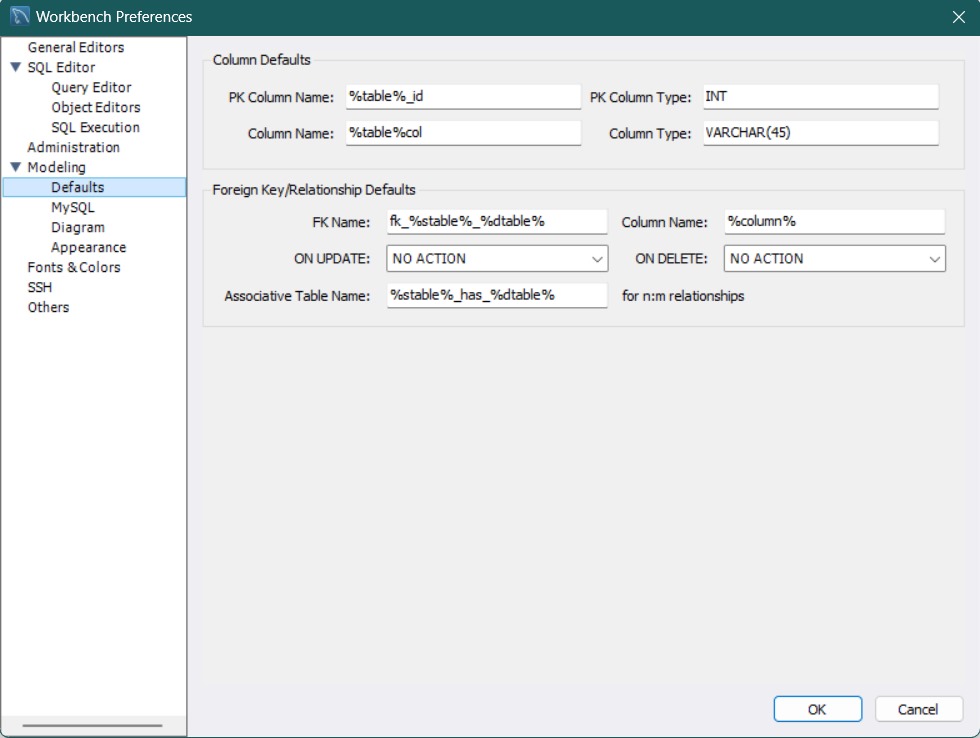 Workbench Preferences
General Editors
SQL Editor
Query Editor
Object Editors
SQL Execution
Administration
Modeling
Defaults
MySQL
Diagram
Appearance
Fonts & Colors
SSH
Others
Column Defaults
PK Column Name: %table%_id PK Column Type: INT
Column Name: %table%col Column Type: VARCHAR(45)
Foreign Key/Relationship Defaults
FK Name: fk_%stable%_%dtable% Column Name: %column%
ON UPDATE: NO ACTION ON DELETE: NO ACTION
Associative Table Name: %stable%_has_%dtable% for n:m relationships
OK Cancel